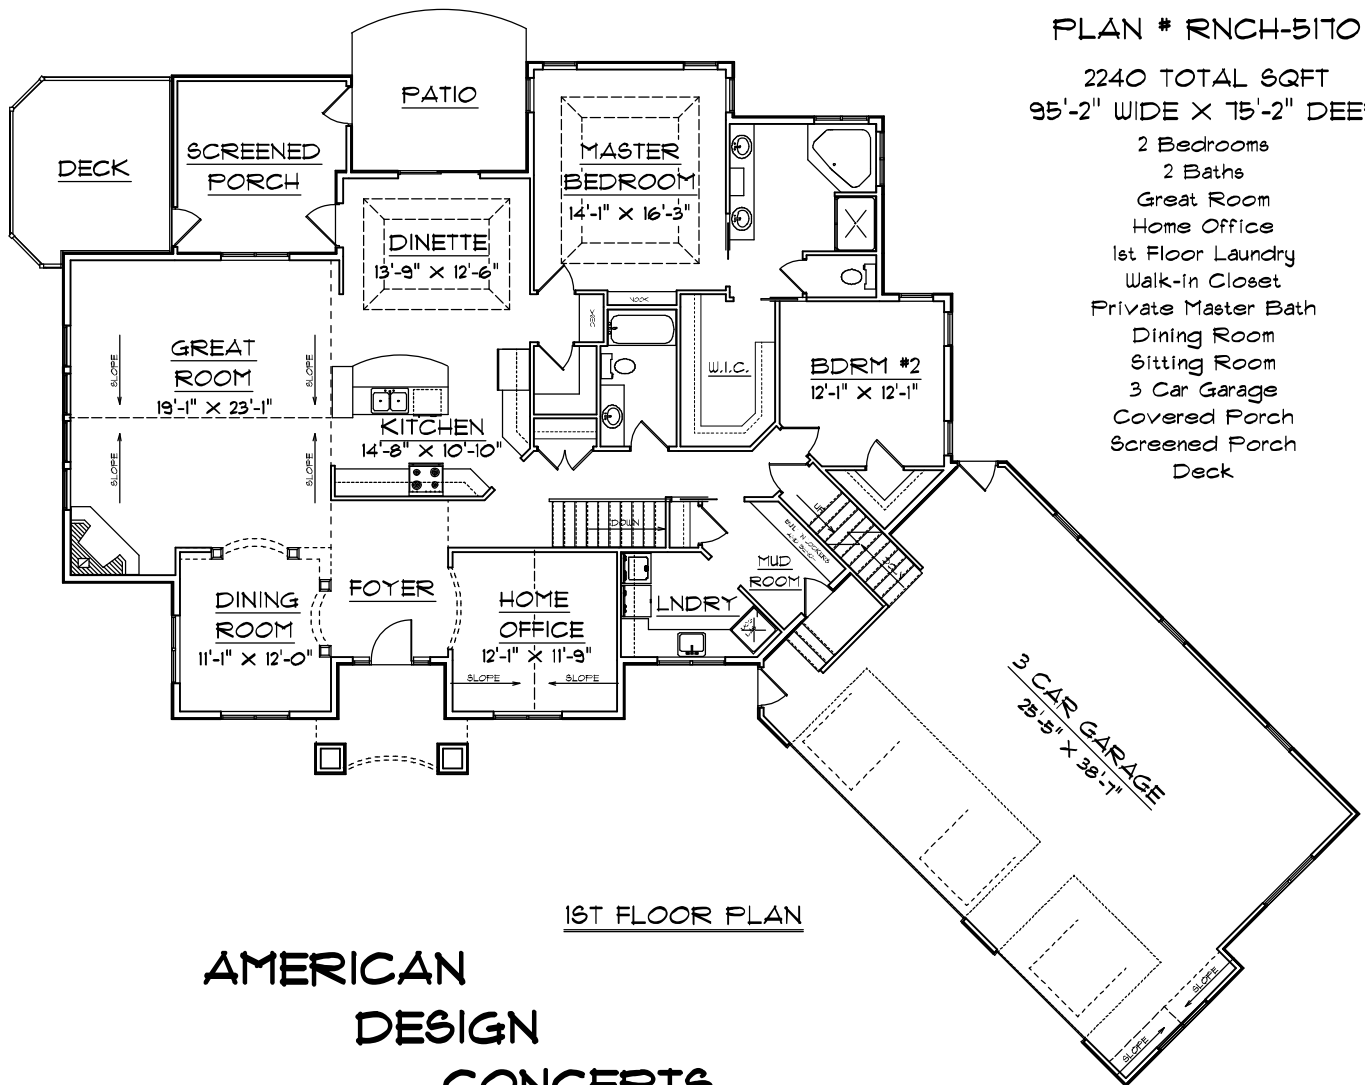 PLAN # RNCH-5170
2240 TOTAL SQFT
95'-2" WIDE X 75'-2" DEE
2 Bedrooms
2 Baths
Great Room
Home Office
1st Floor Laundry
Walk-in Closet
Private Master Bath
Dining Room
Sitting Room
3 Car Garage
Covered Porch
Screened Porch
Deck
PATIO
DECK
SCREENED
PORCH
MASTER
BEDROOM
14'-1" X 16'-3"
DINETTE
13'-9" X 12'-6"
NOOK
DESK
GREAT
ROOM
19'-1" X 23'-1"
SLOPE
SLOPE
SLOPE
SLOPE
W.I.C.
BDRM #2
12'-1" X 12'-1"
KITCHEN
14'-8" X 10'-10"
DOWN
UP
MUD
ROOM
FOYER
DINING
ROOM
11'-1" X 12'-0"
HOME
OFFICE
12'-1" X 11'-9"
SLOPE
SLOPE
LNDRY
3 CAR GARAGE
25'-5" X 38'-7"
SLOPE
SLOPE
1ST FLOOR PLAN
AMERICAN
DESIGN
CONCEPTS